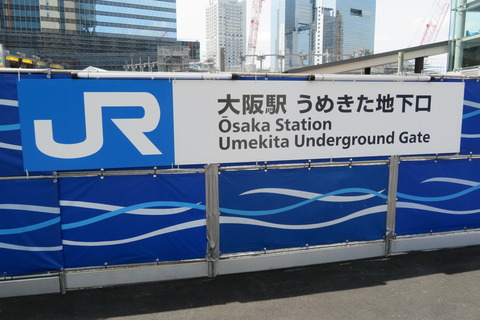 JR
大阪駅 うめきた地下口
Ōsaka Station
Umekita Underground Gate